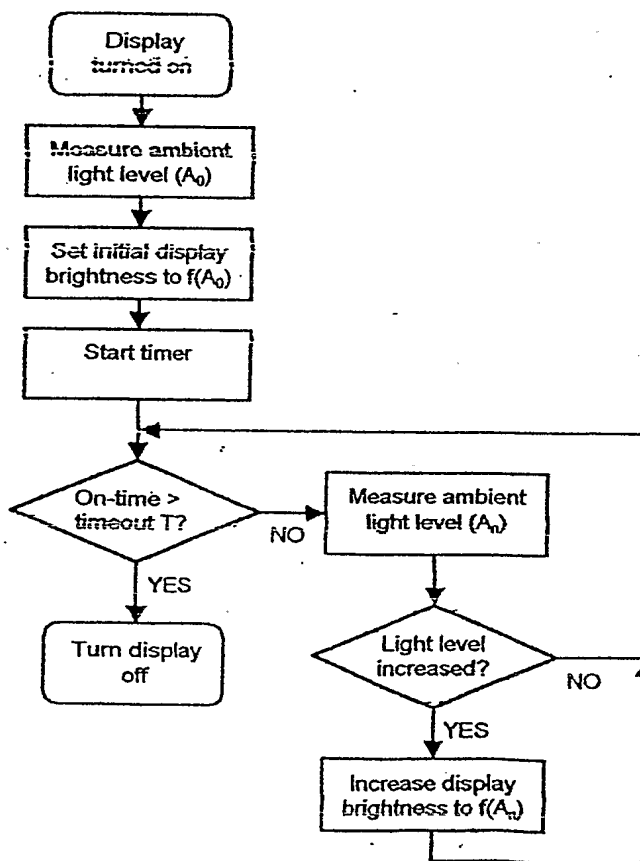 Display
turned on
Measure ambient
light level (A₀)
Set initial display
brightness to f(A₀)
Start timer
On-time >
timeout T?
NO
YES
Turn display
off
Measure ambient
light level (Aₙ)
Light level
increased?
NO
YES
Increase display
brightness to f(Aₙ)